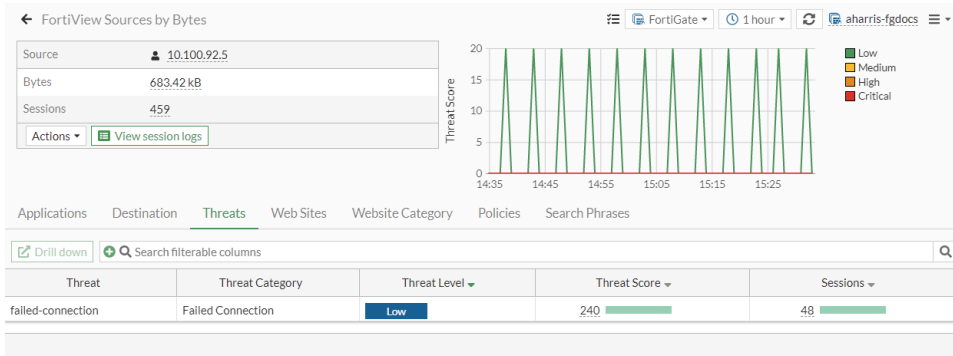 FortiView Sources by Bytes
FortiGate
1 hour
aharris-fgdocs
Source
10.100.92.5
Bytes
683.42 kB
Sessions
459
Actions
View session logs
Threat Score
20
15
10
5
0
14:35
14:45
14:55
15:05
15:15
15:25
Low
Medium
High
Critical
Applications Destination Threats Web Sites Website Category Policies Search Phrases
Drill down
Search filterable columns
Threat Threat Category Threat Level Threat Score Sessions
failed-connection Failed Connection Low 240 48